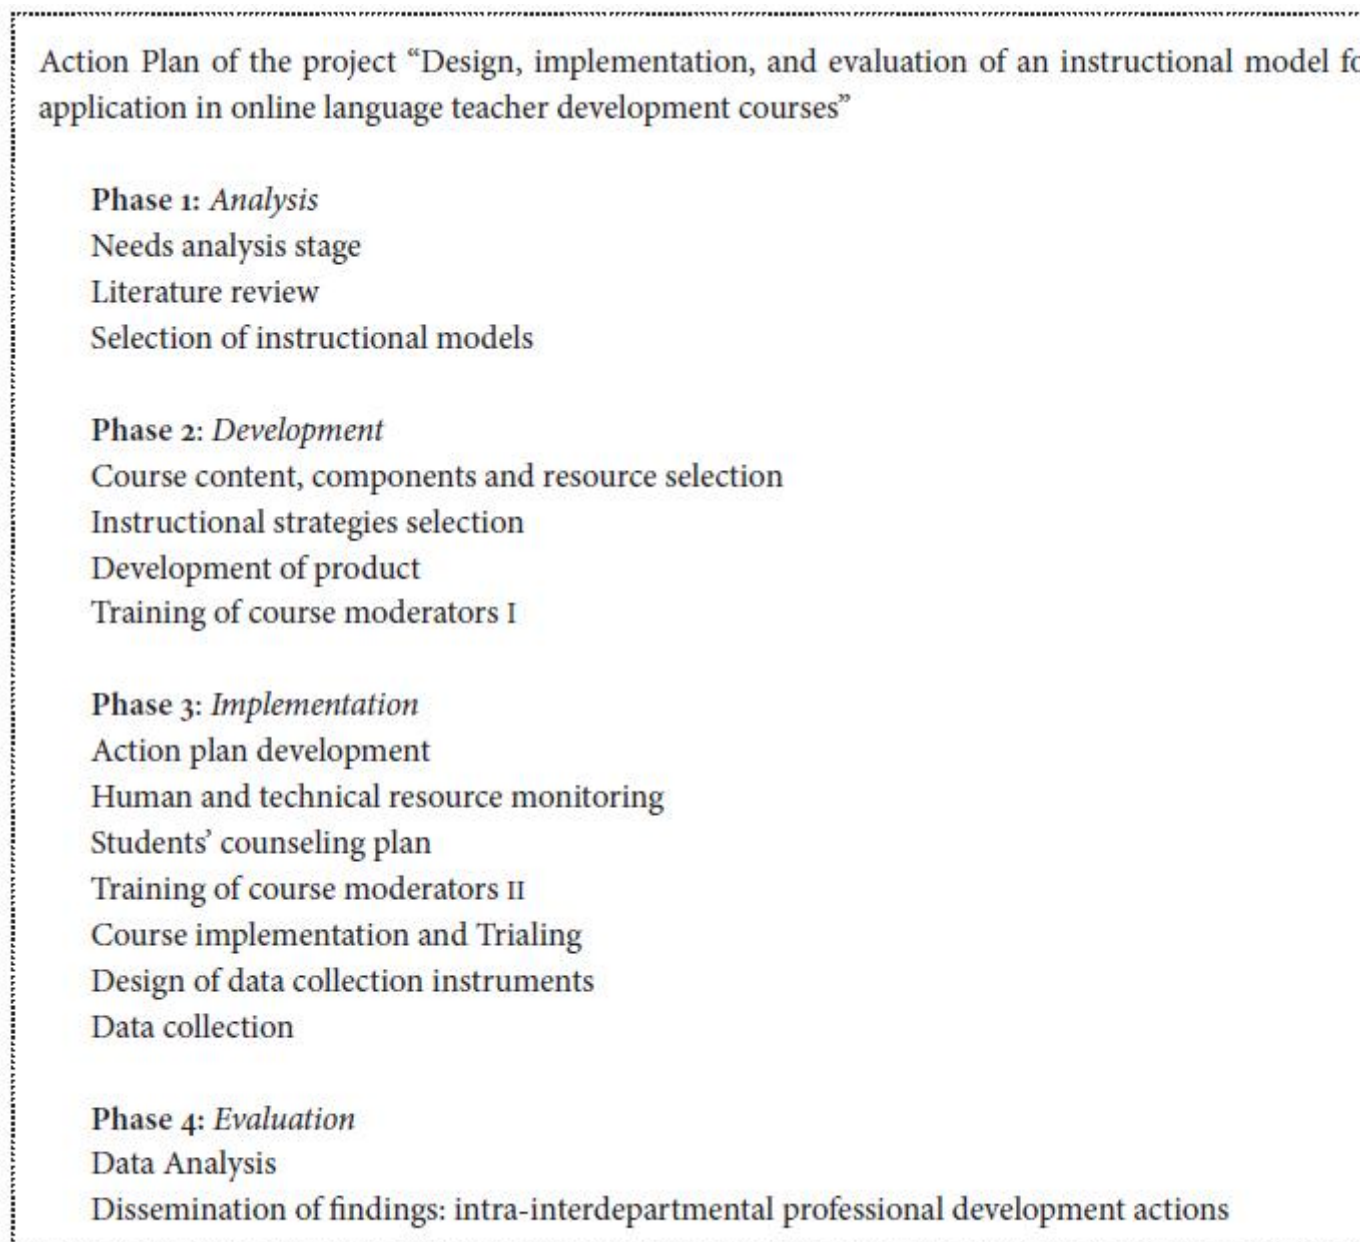 Action Plan of the project “Design, implementation, and evaluation of an instructional model fo
application in online language teacher development courses”
Phase 1: Analysis
Needs analysis stage
Literature review
Selection of instructional models
Phase 2: Development
Course content, components and resource selection
Instructional strategies selection
Development of product
Training of course moderators I
Phase 3: Implementation
Action plan development
Human and technical resource monitoring
Students’ counseling plan
Training of course moderators II
Course implementation and Trialing
Design of data collection instruments
Data collection
Phase 4: Evaluation
Data Analysis
Dissemination of findings: intra-interdepartmental professional development actions